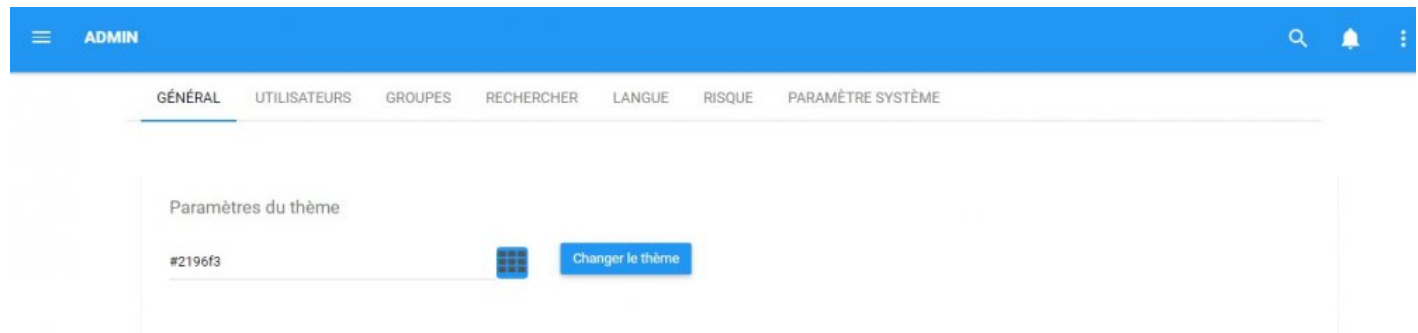 ADMIN
GÉNÉRAL UTILISATEURS GROUPES RECHERCHER LANGUE RISQUE PARAMÈTRE SYSTÈME
Paramètres du thème
#2196f3 Changer le thème